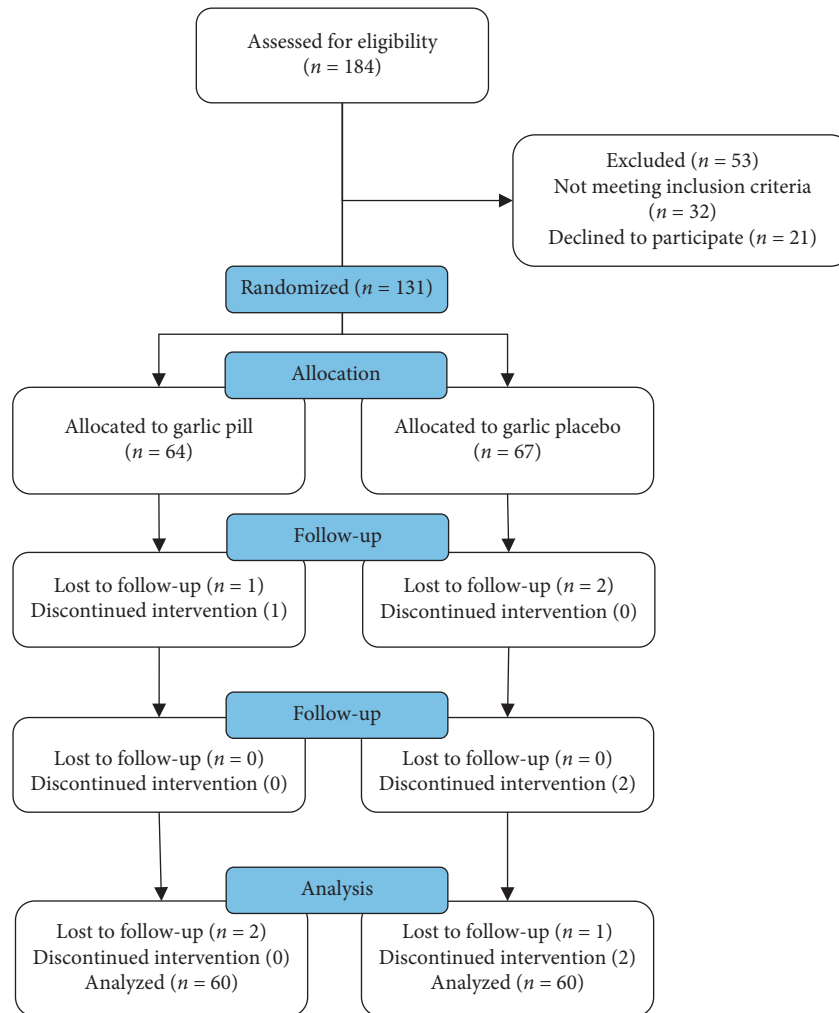 Assessed for eligibility
(n = 184)
Excluded (n = 53)
Not meeting inclusion criteria
(n = 32)
Declined to participate (n = 21)
Randomized (n = 131)
Allocation
Allocated to garlic pill
(n = 64)
Allocated to garlic placebo
(n = 67)
Follow-up
Lost to follow-up (n = 1)
Discontinued intervention (1)
Lost to follow-up (n = 2)
Discontinued intervention (0)
Follow-up
Lost to follow-up (n = 0)
Discontinued intervention (0)
Lost to follow-up (n = 0)
Discontinued intervention (2)
Analysis
Lost to follow-up (n = 2)
Discontinued intervention (0)
Analyzed (n = 60)
Lost to follow-up (n = 1)
Discontinued intervention (2)
Analyzed (n = 60)